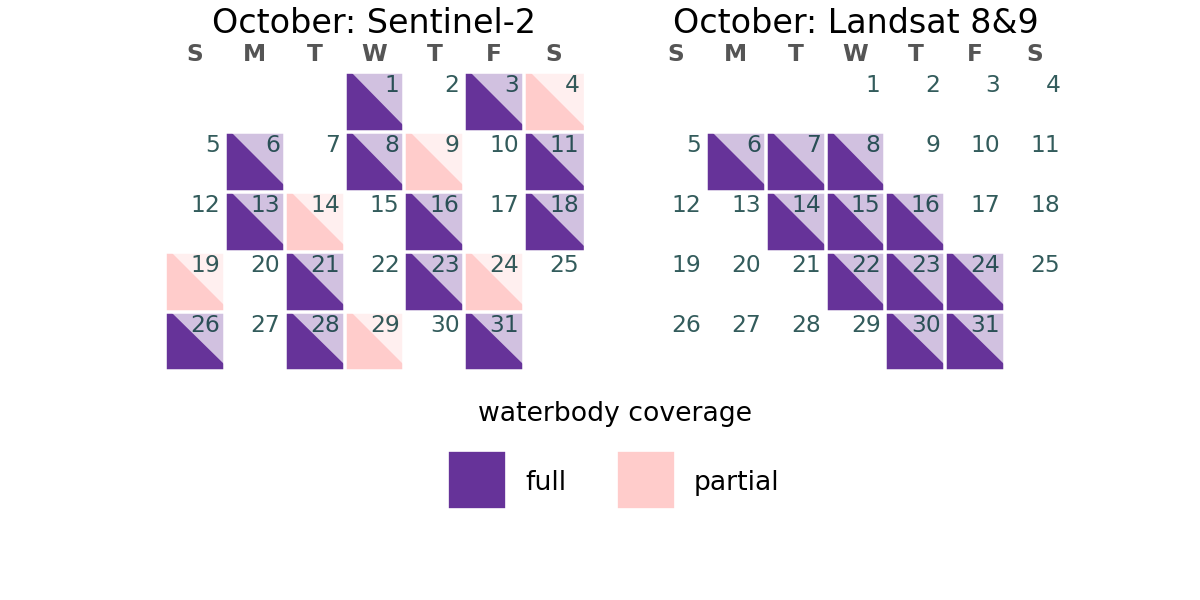 October: Sentinel-2
S M T W T F S
1 2 3 4
5 6 7 8 9 10 11
12 13 14 15 16 17 18
19 20 21 22 23 24 25
26 27 28 29 30 31
October: Landsat 8&9
S M T W T F S
1 2 3 4
5 6 7 8 9 10 11
12 13 14 15 16 17 18
19 20 21 22 23 24 25
26 27 28 29 30 31
waterbody coverage
full partial